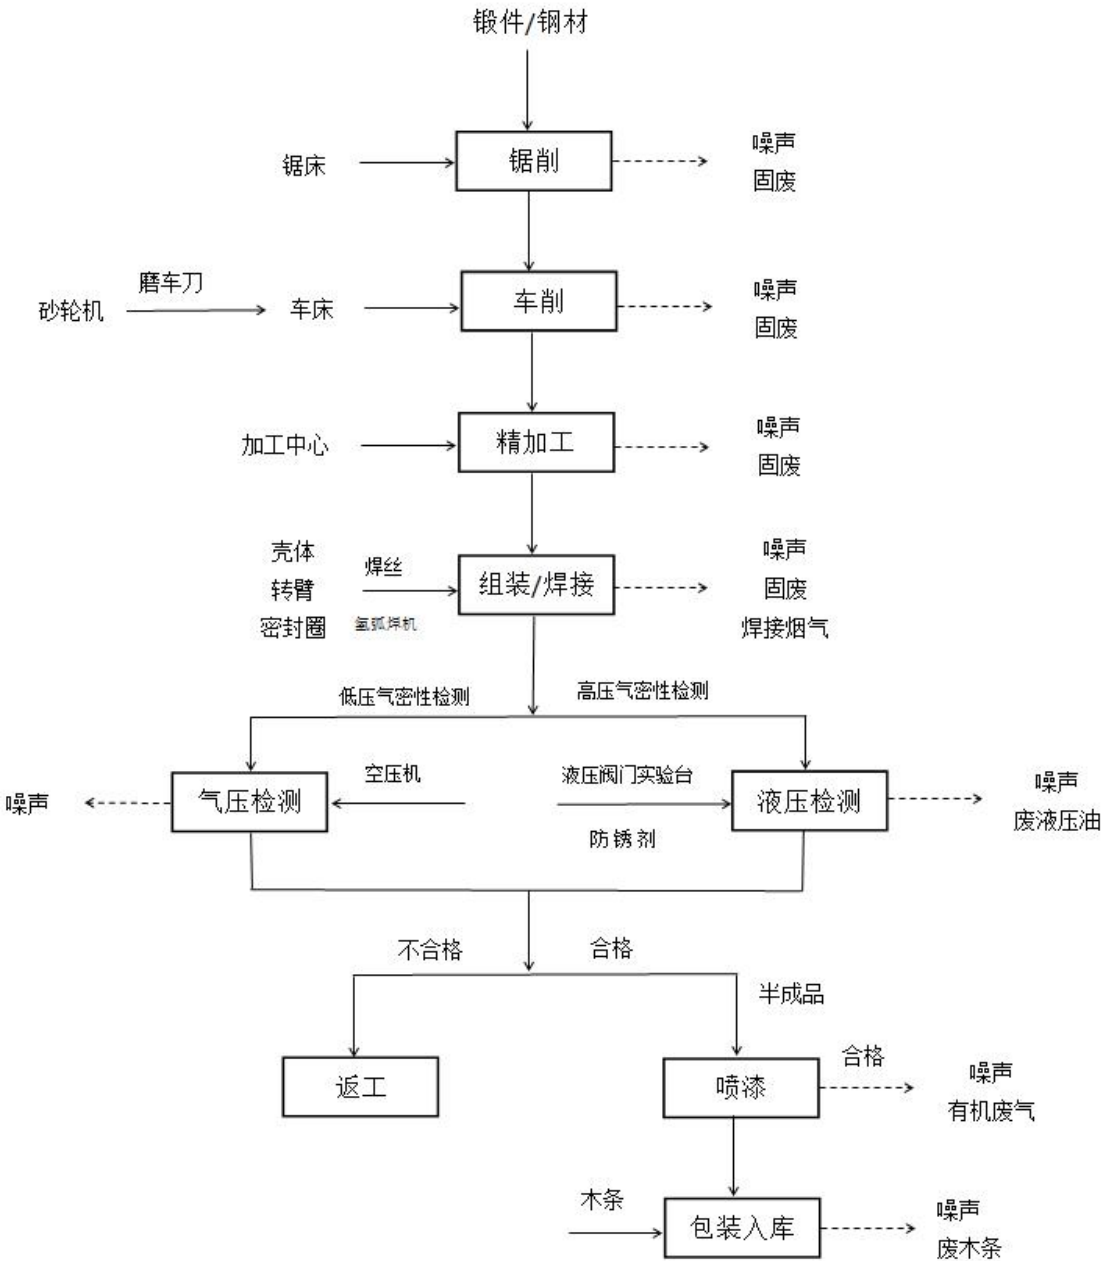 锻件/钢材
锯床
锯削
噪声
固废
磨车刀
砂轮机
车床
车削
噪声
固废
加工中心
精加工
噪声
固废
壳体
转臂
密封圈
焊丝
氩弧焊机
组装/焊接
噪声
固废
焊接烟气
低压气密性检测
高压气密性检测
噪声
气压检测
空压机
液压阀门实验台
防锈剂
液压检测
噪声
废液压油
不合格
合格
半成品
返工
喷漆
合格
噪声
有机废气
木条
包装入库
噪声
废木条